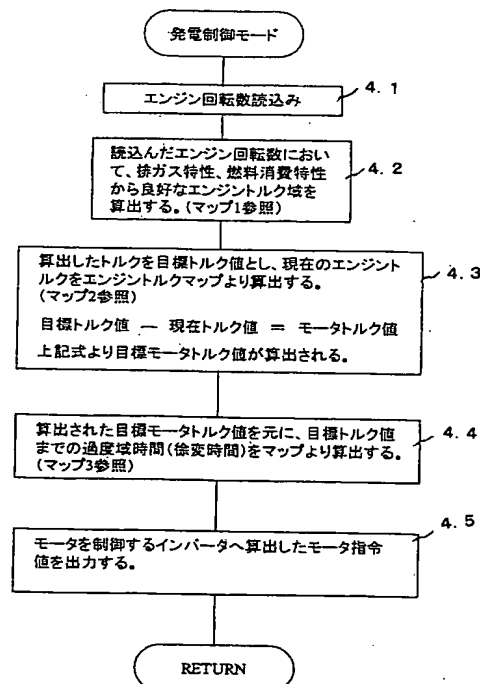 発電制御モード
エンジン回転数読込み
4.1
読込んだエンジン回転数におい
て、排ガス特性、燃料消費特性
から良好なエンジントルク域を
算出する。(マップ1参照)
4.2
算出したトルクを目標トルク値とし、現在のエンジント
ルクをエンジントルクマップより算出する。
(マップ2参照)
目標トルク値 ― 現在トルク値 = モータトルク値
上記式より目標モータトルク値が算出される。
4.3
算出された目標モータトルク値を元に、目標トルク値
までの過度域時間(徐変時間)をマップより算出する。
(マップ3参照)
4.4
モータを制御するインバータへ算出したモータ指令
値を出力する。
4.5
RETURN